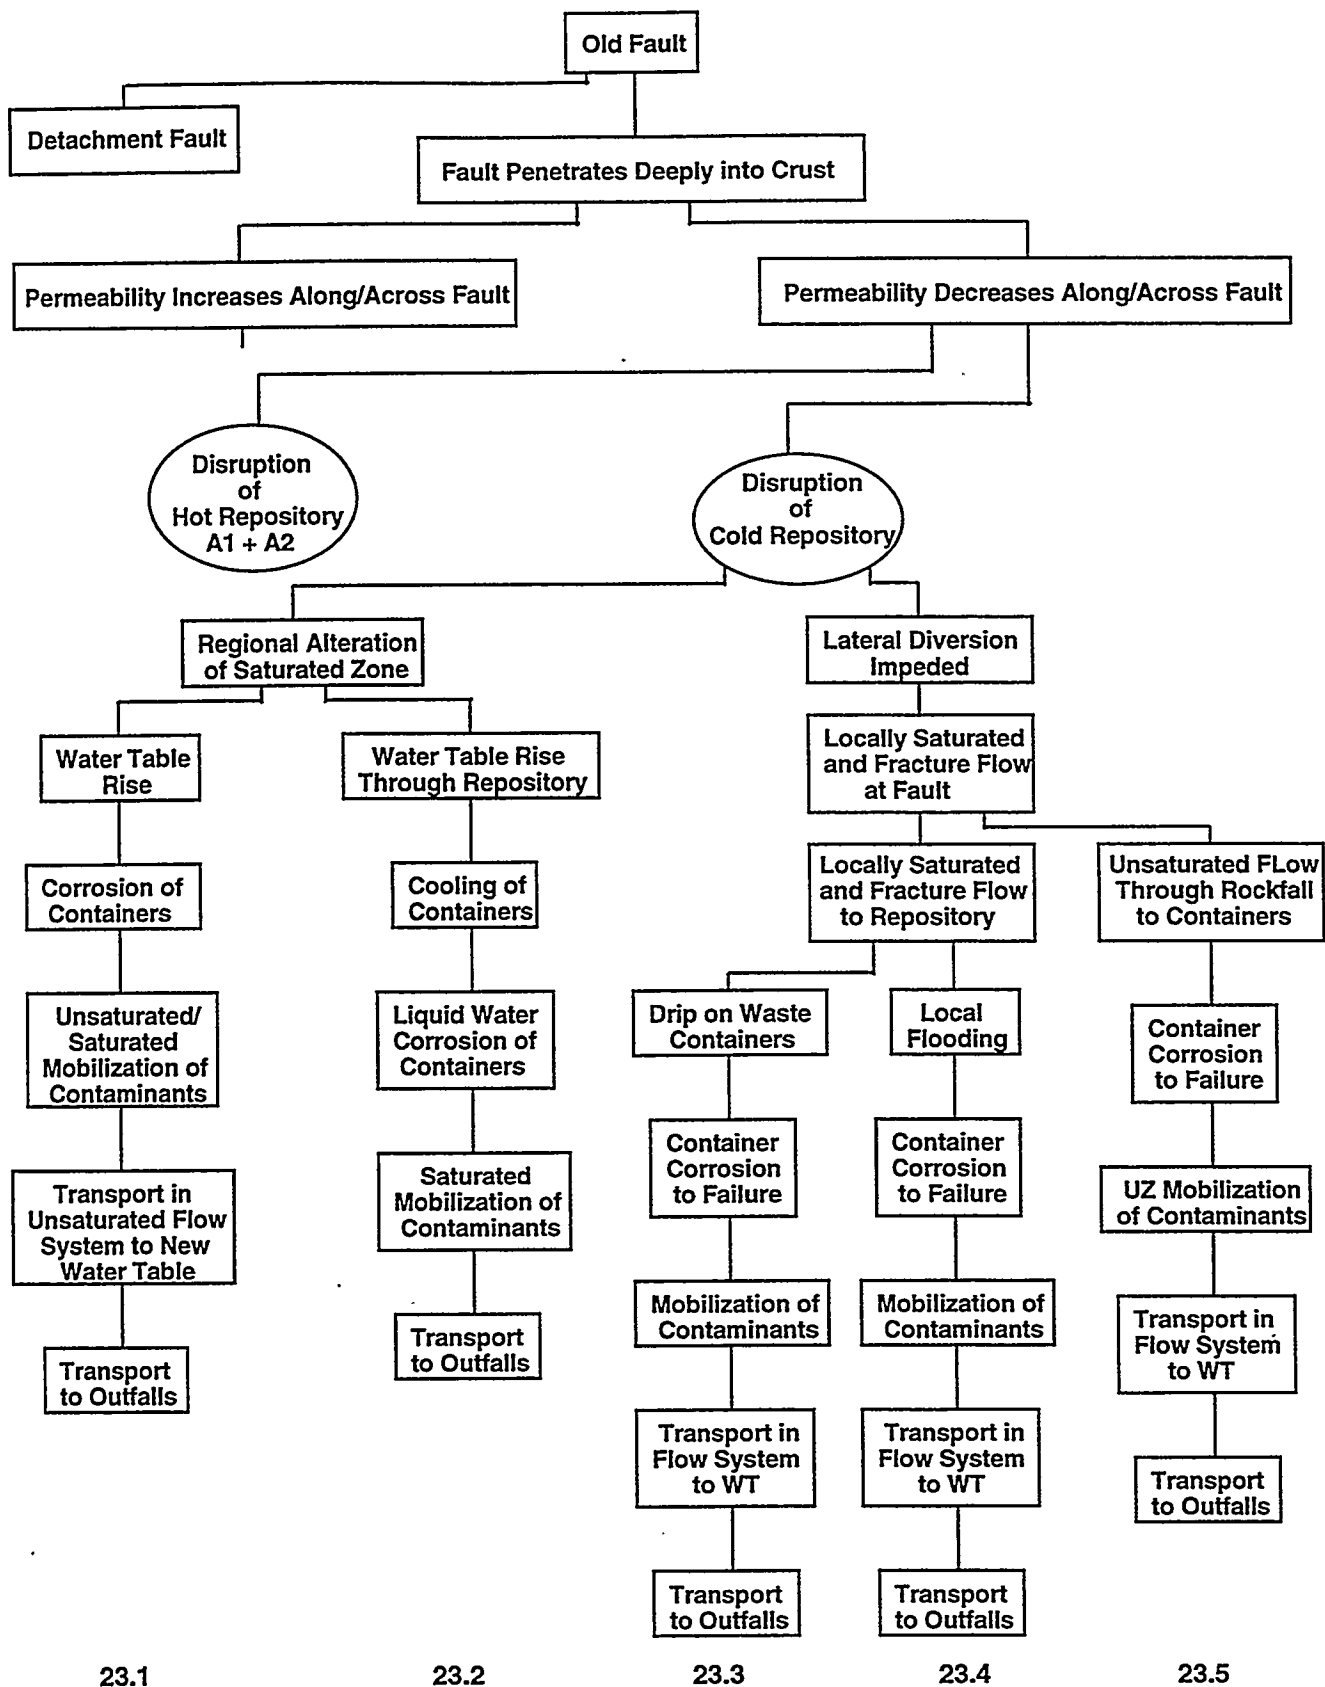 Old Fault
Detachment Fault
Fault Penetrates Deeply into Crust
Permeability Increases Along/Across Fault
Permeability Decreases Along/Across Fault
Disruption
of
Hot Repository
A1 + A2
Disruption
of
Cold Repository
Regional Alteration
of Saturated Zone
Lateral Diversion
Impeded
Water Table
Rise
Water Table Rise
Through Repository
Locally Saturated
and Fracture Flow
at Fault
Corrosion of
Containers
Cooling of
Containers
Locally Saturated
and Fracture Flow
to Repository
Unsaturated FLow
Through Rockfall
to Containers
Unsaturated/
Saturated
Mobilization of
Contaminants
Liquid Water
Corrosion of
Containers
Drip on Waste
Containers
Local
Flooding
Container
Corrosion
to Failure
Transport in
Unsaturated Flow
System to New
Water Table
Saturated
Mobilization of
Contaminants
Container
Corrosion
to Failure
Container
Corrosion
to Failure
UZ Mobilization
of Contaminants
Transport
to Outfalls
Transport
to Outfalls
Mobilization of
Contaminants
Mobilization of
Contaminants
Transport in
Flow System
to WT
Transport in
Flow System
to WT
Transport in
Flow System
to WT
Transport
to Outfalls
Transport
to Outfalls
Transport
to Outfalls
23.1
23.2
23.3
23.4
23.5